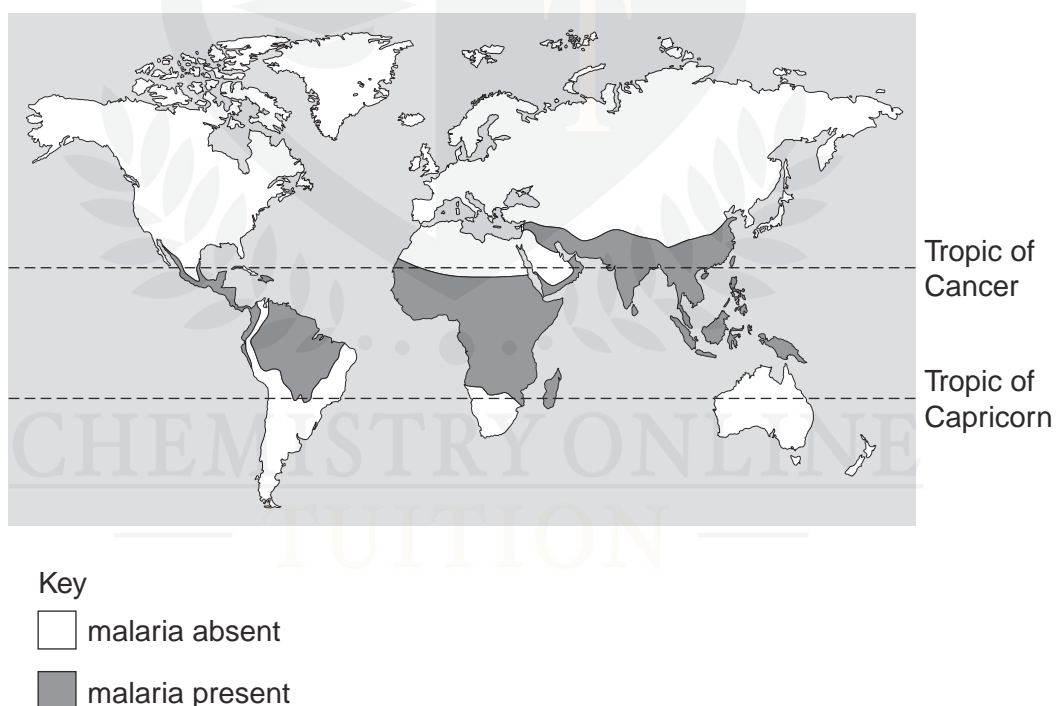 T
Tropic of
Cancer
Tropic of
Capricorn
CHEMISTRY ONLINE
TUITION
Key
malaria absent
malaria present